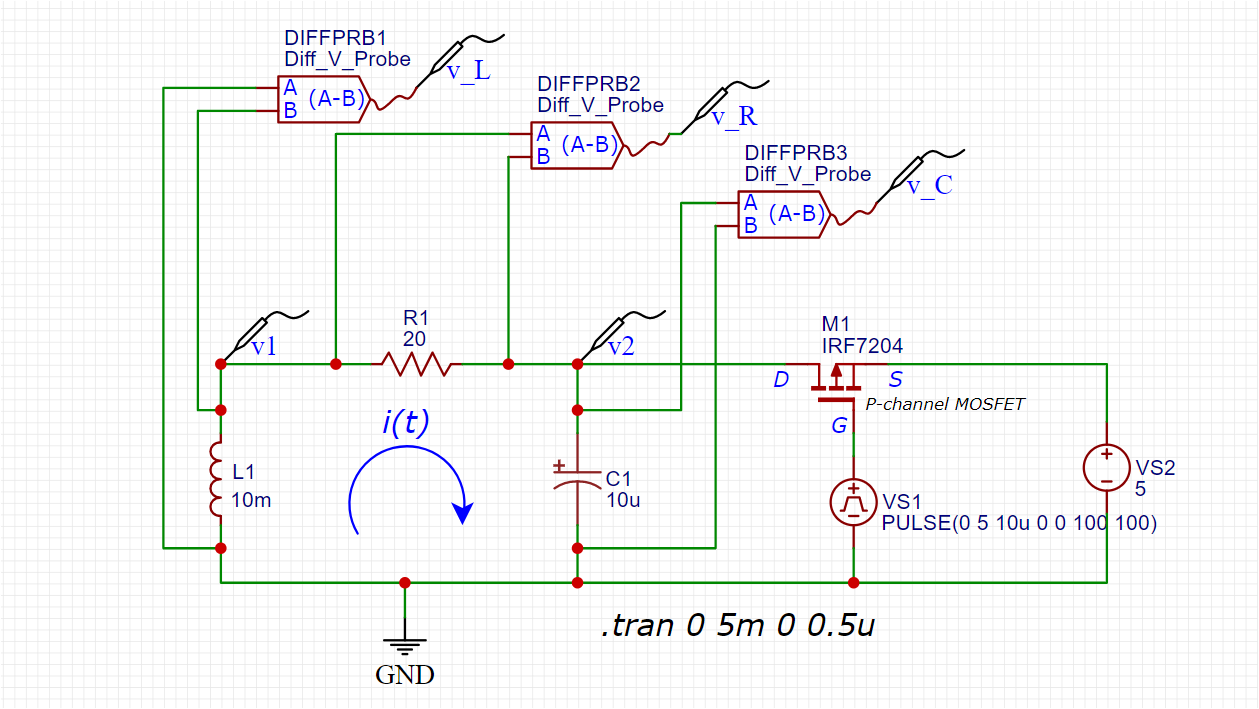 DIFFPRB1
Diff_V_Probe
A
B
(A-B)
v_L
DIFFPRB2
Diff_V_Probe
A
B
(A-B)
v_R
DIFFPRB3
Diff_V_Probe
A
B
(A-B)
v_C
v1
R1
20
v2
M1
IRF7204
D
S
P-channel MOSFET
G
i(t)
L1
10m
C1
10u
VS1
PULSE(0 5 10u 0 0 100 100)
VS2
5
.tran 0 5m 0 0.5u
GND